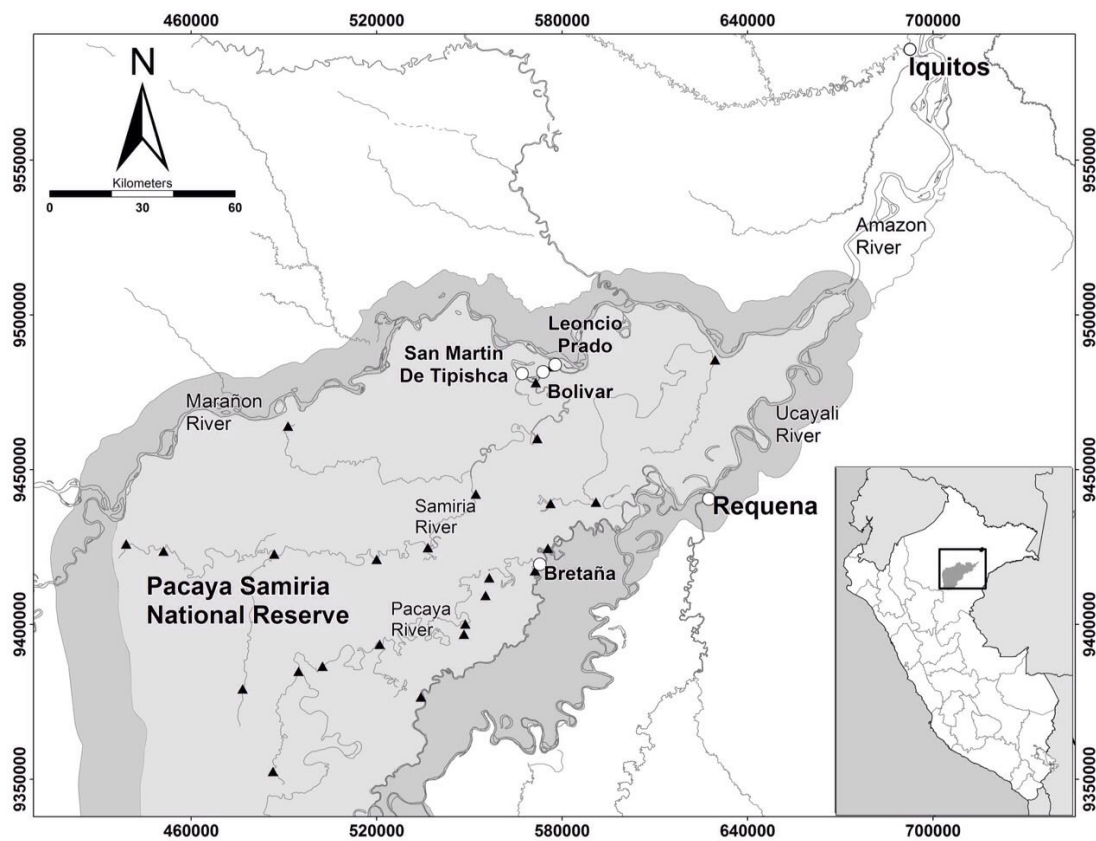 460000 520000 580000 640000 700000
N
Kilometers
0 30 60
Iquitos
9550000 9550000
Amazon
River
9500000 9500000
Leoncio
Prado
San Martin
De Tipishca
Bolivar
Marañon
River
Ucayali
River
9450000 9450000
Samiria
River
Requena
Pacaya Samiria
National Reserve
Bretaña
Pacaya
River
9400000 9400000
9350000 9350000
460000 520000 580000 640000 700000